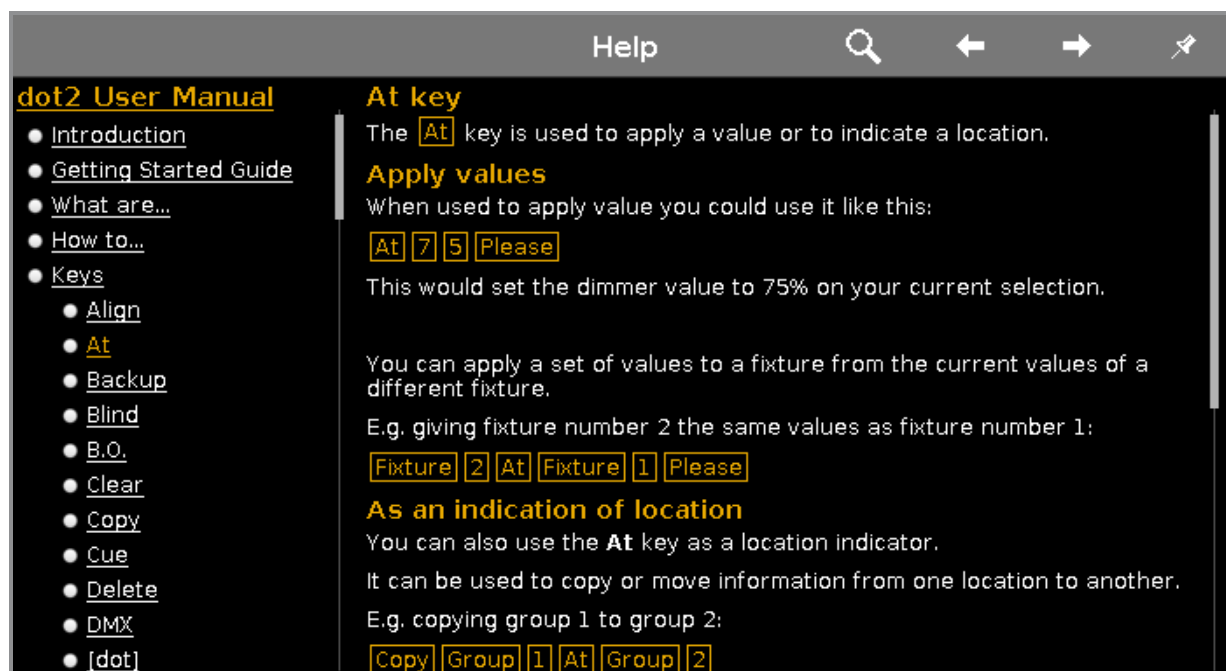 Help
dot2 User Manual
Introduction
Getting Started Guide
What are...
How to...
Keys
Align
At
Backup
Blind
B.O.
Clear
Copy
Cue
Delete
DMX
[dot]
At key
The At key is used to apply a value or to indicate a location.
Apply values
When used to apply value you could use it like this:
At 7 5 Please
This would set the dimmer value to 75% on your current selection.
You can apply a set of values to a fixture from the current values of a
different fixture.
E.g. giving fixture number 2 the same values as fixture number 1:
Fixture 2 At Fixture 1 Please
As an indication of location
You can also use the At key as a location indicator.
It can be used to copy or move information from one location to another.
E.g. copying group 1 to group 2:
Copy Group 1 At Group 2